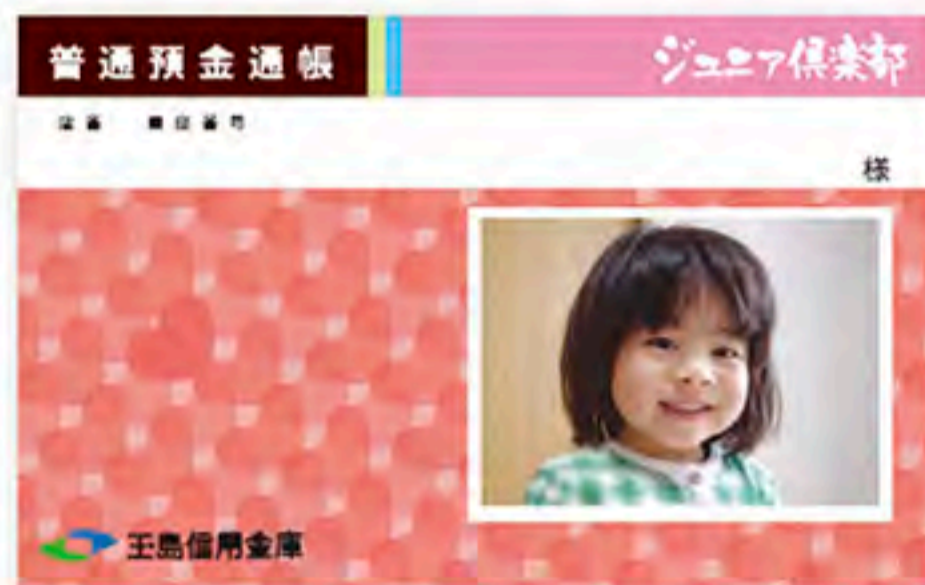 普通預金通帳
ジュニア倶楽部
店番 口座番号
様
玉島信用金庫